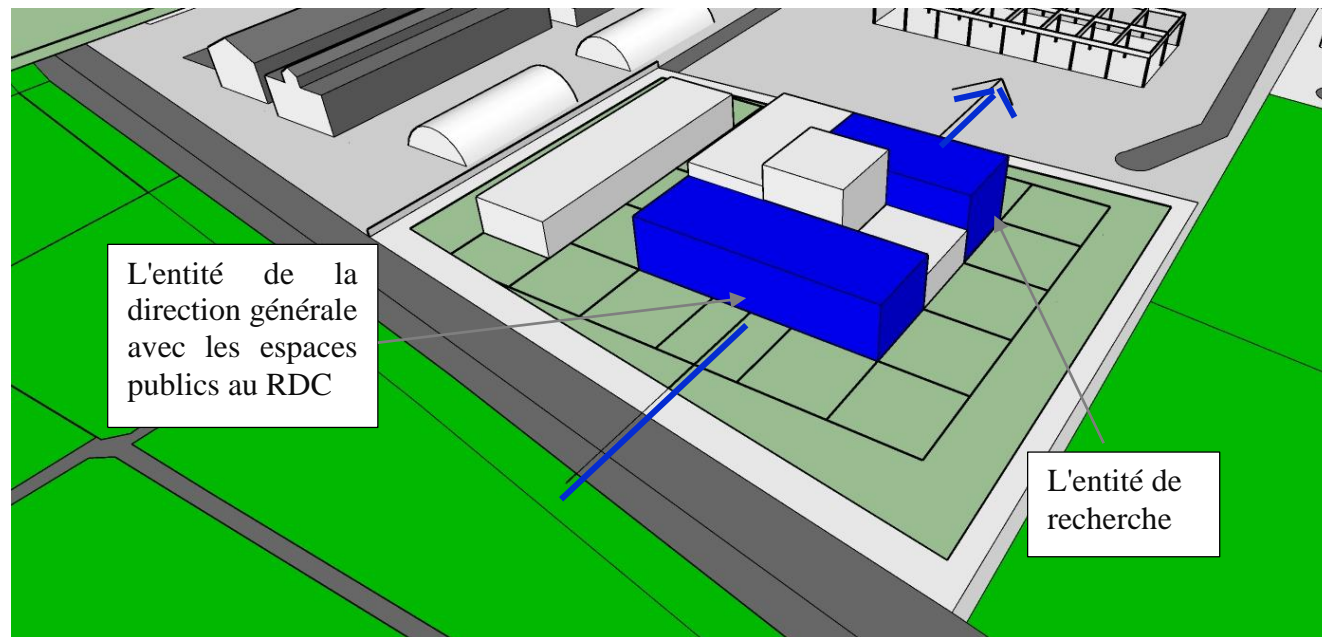 L'entité de la
direction générale
avec les espaces
publics au RDC
L'entité de
recherche